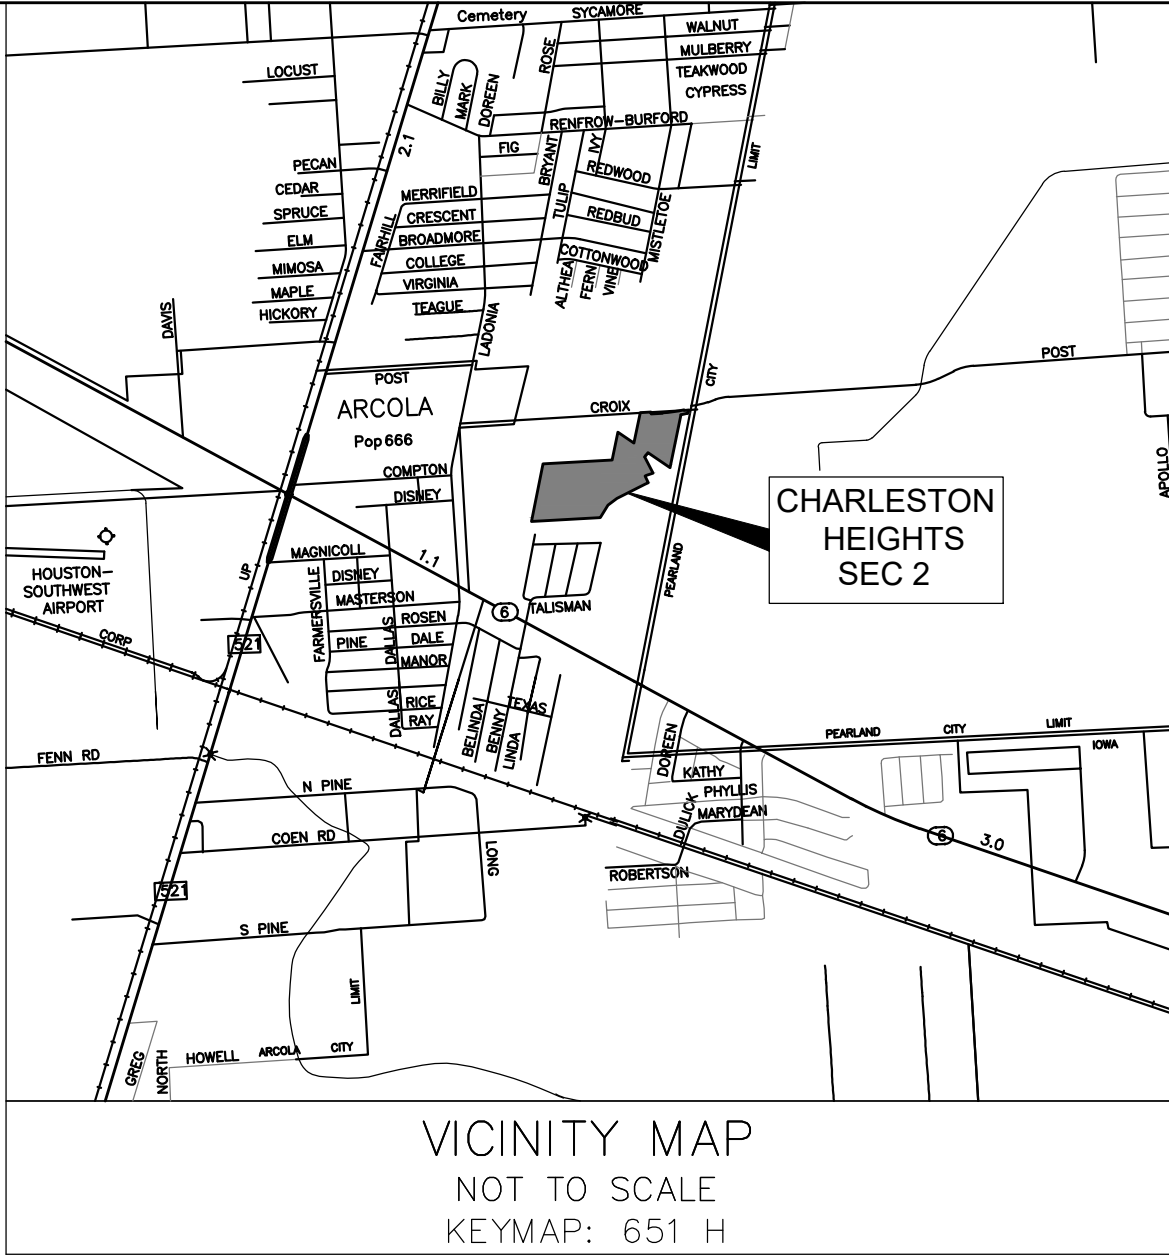 Cemetery
SYCAMORE
WALNUT
MULBERRY
TEAKWOOD
CYPRESS
ROSE
LOCUST
BILLY
MARK
DOREEN
2.1
RENFROW-BURFORD
FIG
BRYANT
IVY
LIMIT
PECAN
CEDAR
SPRUCE
ELM
MIMOSA
MAPLE
HICKORY
DAVIS
FAIRHILL
MERRIFIELD
CRESCENT
BROADMORE
COLLEGE
VIRGINIA
TEAGUE
LADONIA
TULIP
REDWOOD
REDBUD
MISTLETOE
COTTONWOOD
ALTHEA
FERN
VINE
CITY
POST
POST
ARCOLA
Pop 666
CROIX
COMPTON
DISNEY
APOLLO
CHARLESTON
HEIGHTS
SEC 2
1.1
PEARLAND
HOUSTON-
SOUTHWEST
AIRPORT
UP
MAGNICOLL
DISNEY
MASTERSON
FARMERSVILLE
TALISMAN
6
CORP
521
ROSEN
PINE
DALLAS
DALE
MANOR
DALLAS
RICE
RAY
BELINDA
BENNY
LINDA
TEXAS
DOREEN
PEARLAND
CITY
LIMIT
IOWA
FENN RD
N PINE
COEN RD
LONG
KATHY
PHYLLIS
MARYDEAN
DULICK
ROBERTSON
6
3.0
521
S PINE
LIMIT
GREG
NORTH
HOWELL
ARCOLA
CITY
VICINITY MAP
NOT TO SCALE
KEYMAP: 651 H